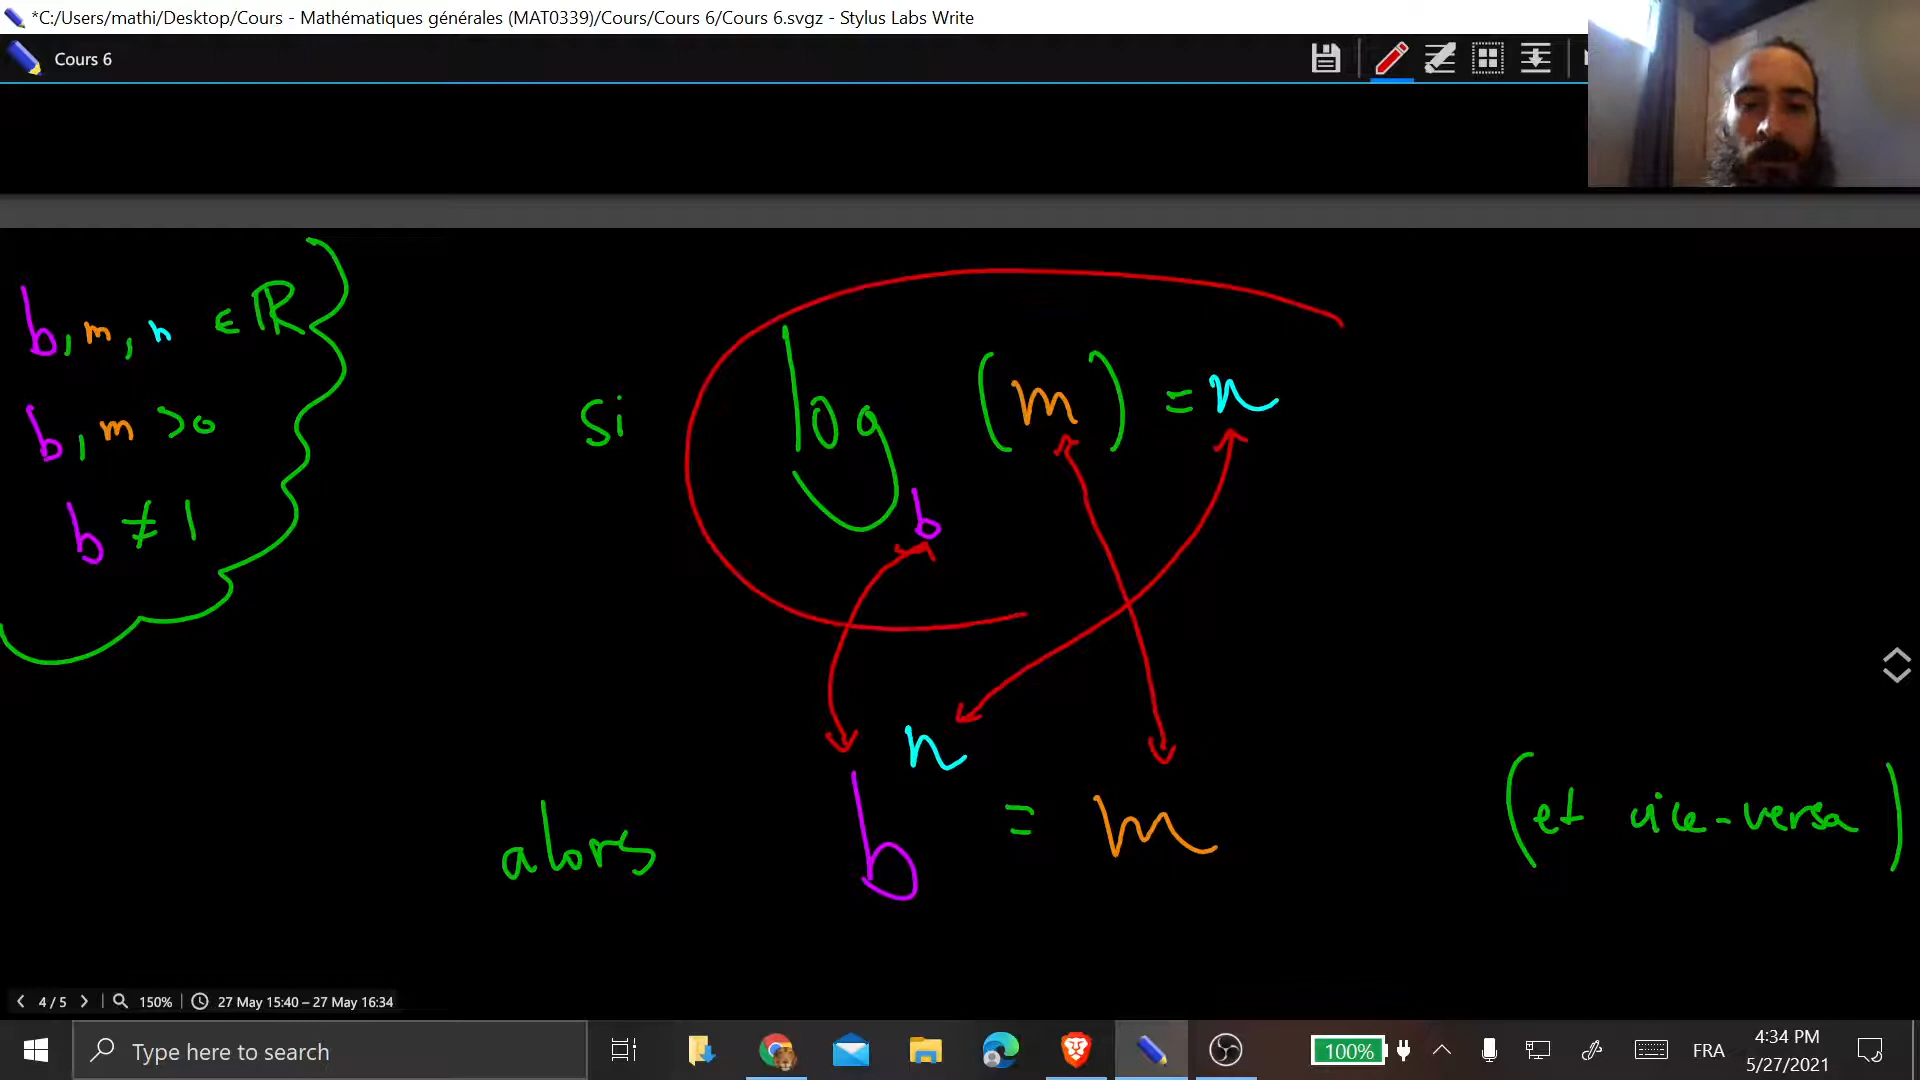 *C:/Users/mathi/Desktop/Cours - Mathématiques générales (MAT0339)/Cours/Cours 6/Cours 6.svgz - Stylus Labs Write
Cours 6
b, m, n ∈ ℝ
b, m > 0
b ≠ 1
si log_b (m) = n
alors b^n = m (et vice-versa)
4 / 5 150% 27 May 15:40 – 27 May 16:34
Type here to search
100% FRA 4:34 PM
5/27/2021